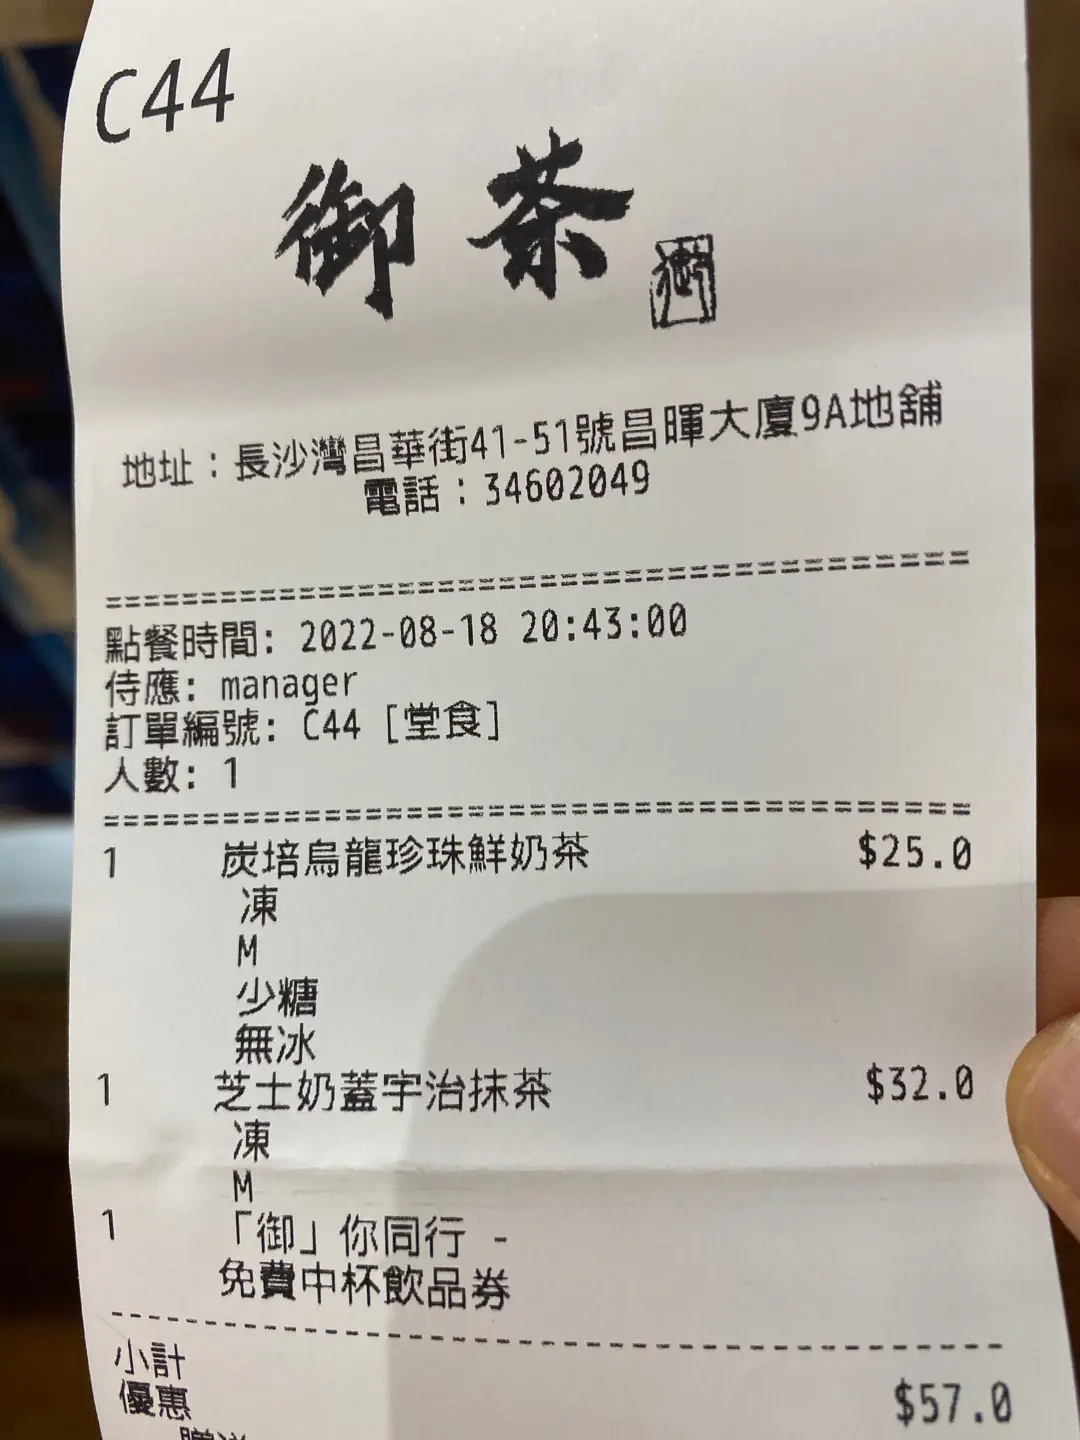 C44
御茶
御
地址：長沙灣昌華街41-51號昌暉大廈9A地舖
電話：34602049
========================================
點餐時間: 2022-08-18 20:43:00
侍應: manager
訂單編號: C44 [堂食]
人數: 1
========================================
1 炭培烏龍珍珠鮮奶茶 $25.0
凍
M
少糖
無冰
1 芝士奶蓋宇治抹茶 $32.0
凍
M
1 「御」你同行 -
免費中杯飲品券
----------------------------------------
小計 $57.0
優惠